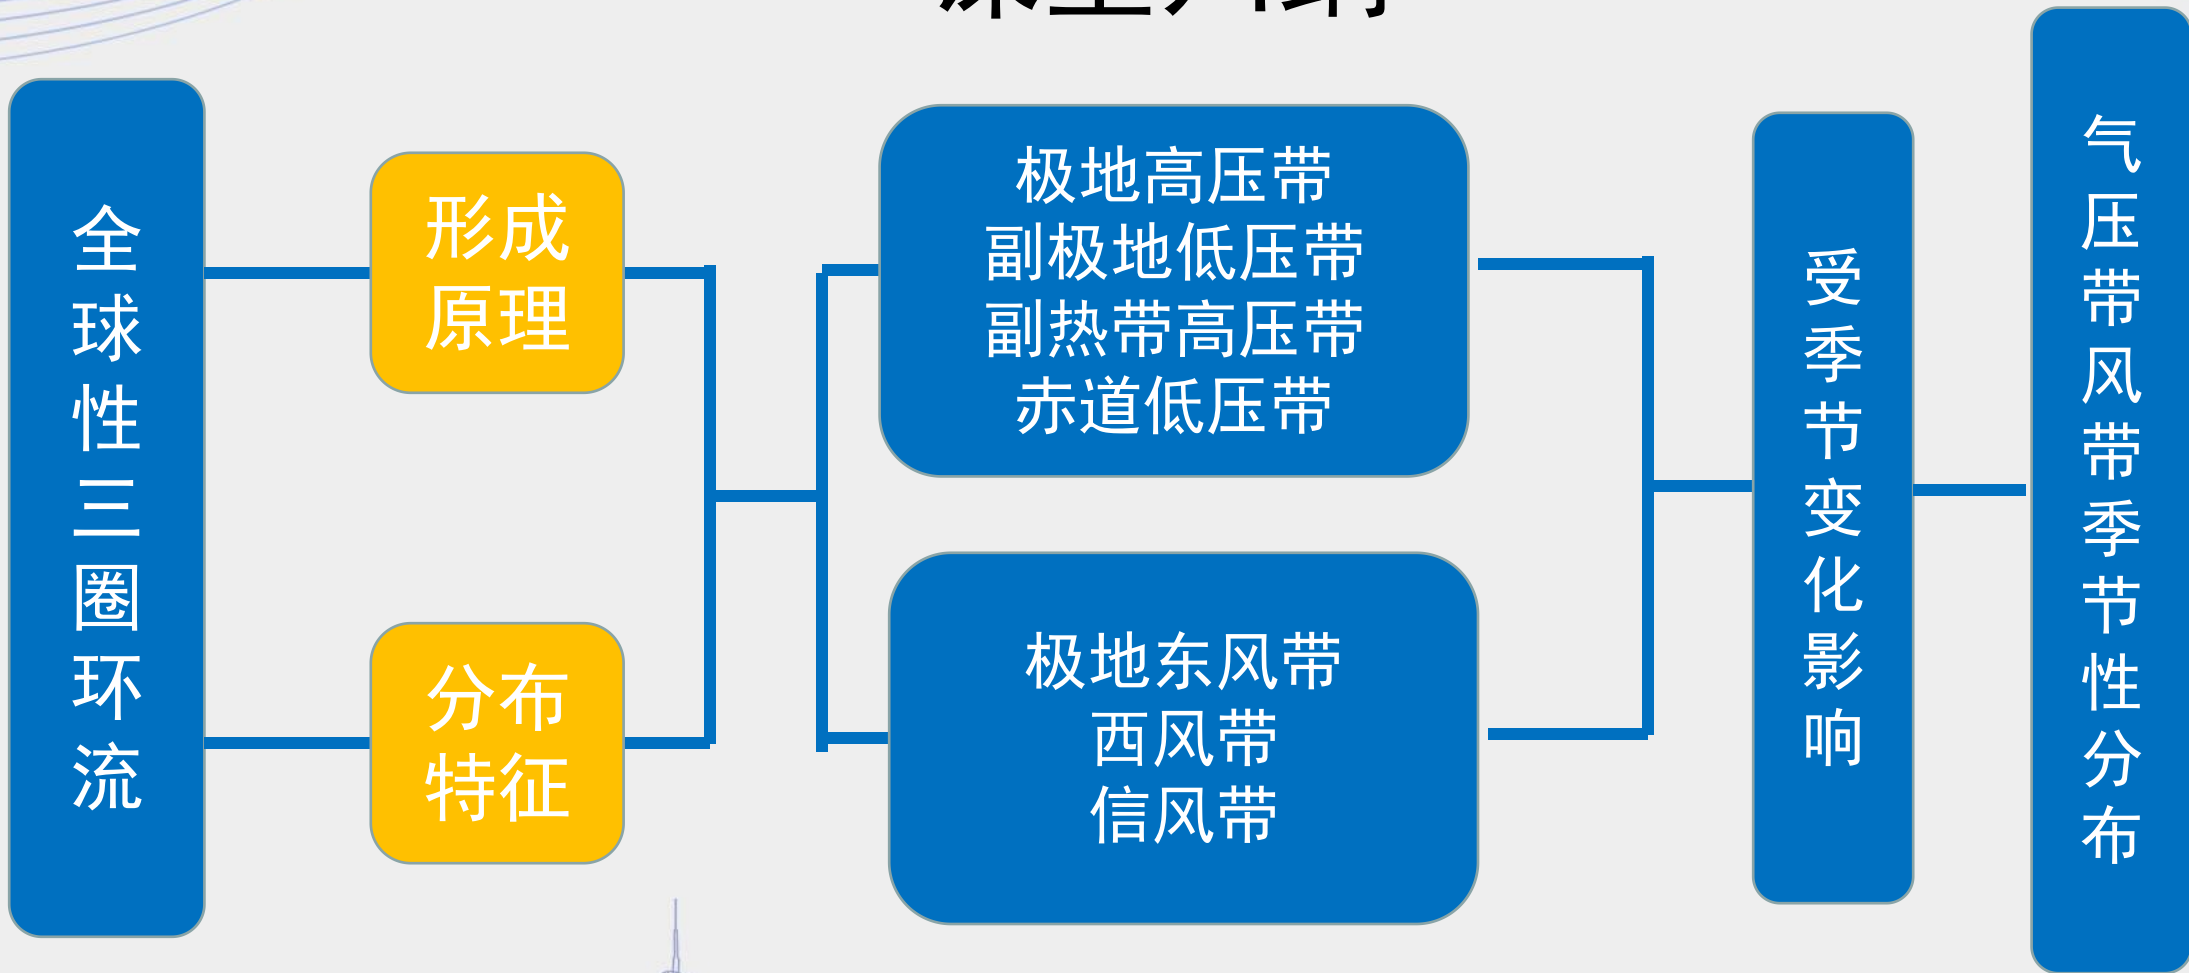 全球性三圈环流
形成
原理
分布
特征
极地高压带
副极地低压带
副热带高压带
赤道低压带
极地东风带
西风带
信风带
受季节变化影响
气压带风带季节性分布